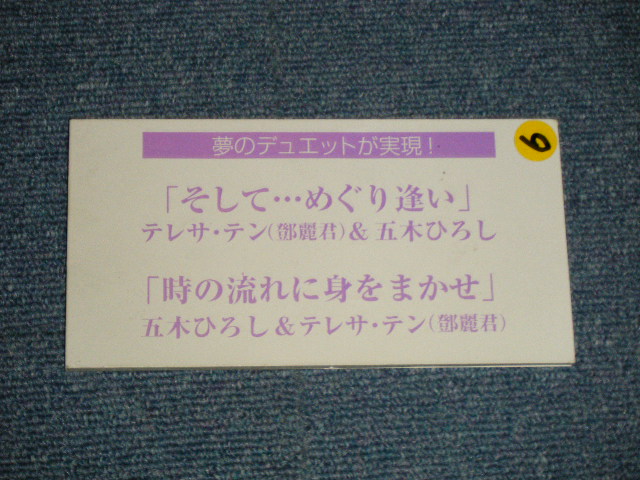 夢のデュエットが実現！
「そして…めぐり逢い」
テレサ・テン（鄧麗君）＆五木ひろし
「時の流れに身をまかせ」
五木ひろし＆テレサ・テン（鄧麗君）